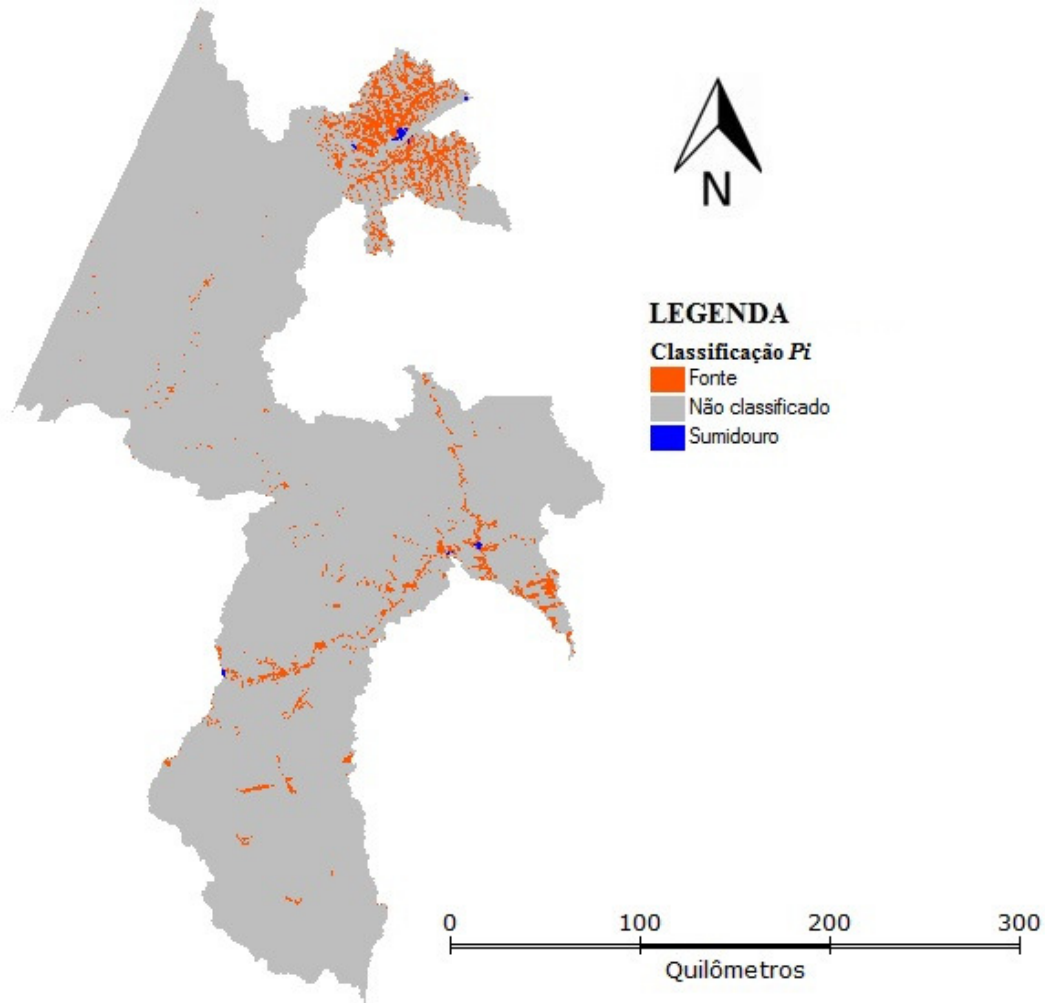 N
LEGENDA
Classificação Pi
Fonte
Não classificado
Sumidouro
0 100 200 300
Quilômetros